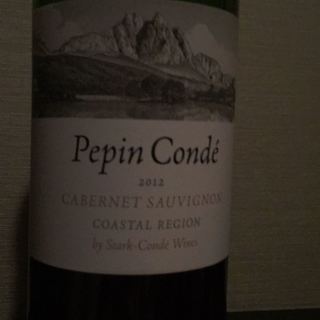 Pepin Condé
2012
CABERNET SAUVIGNON
COASTAL REGION
by Stark-Condé Wines